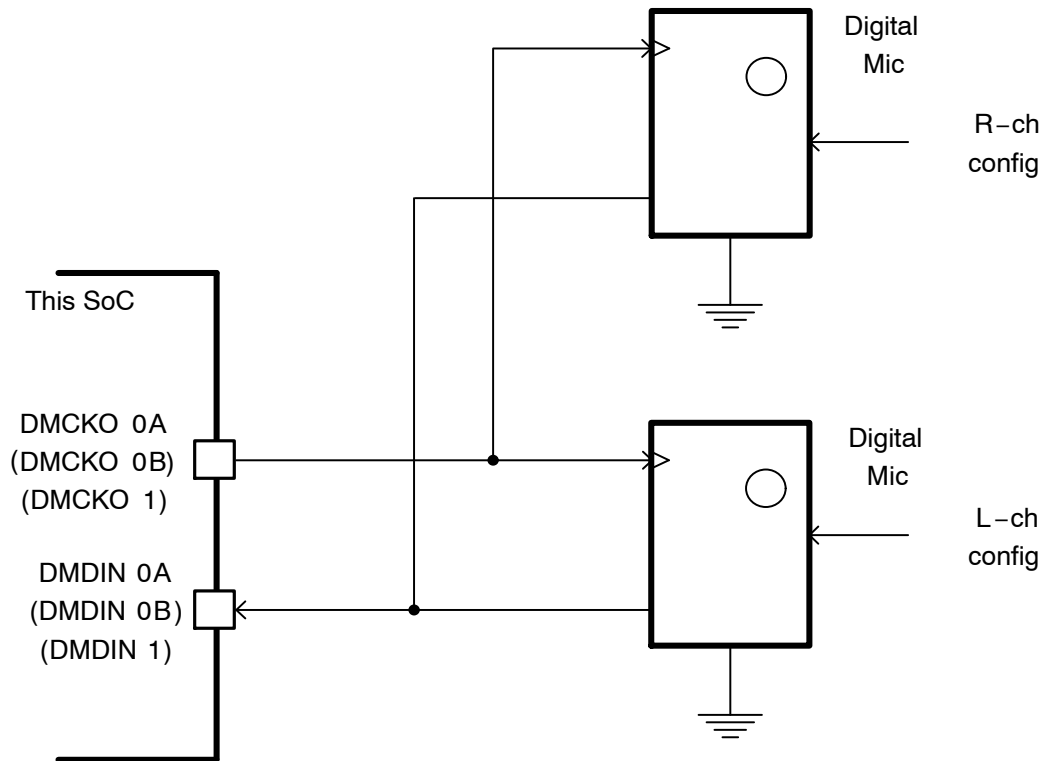 Digital
Mic
R−ch
config
This SoC
DMCKO 0A
(DMCKO 0B)
(DMCKO 1)
Digital
Mic
L−ch
config
DMDIN 0A
(DMDIN 0B)
(DMDIN 1)